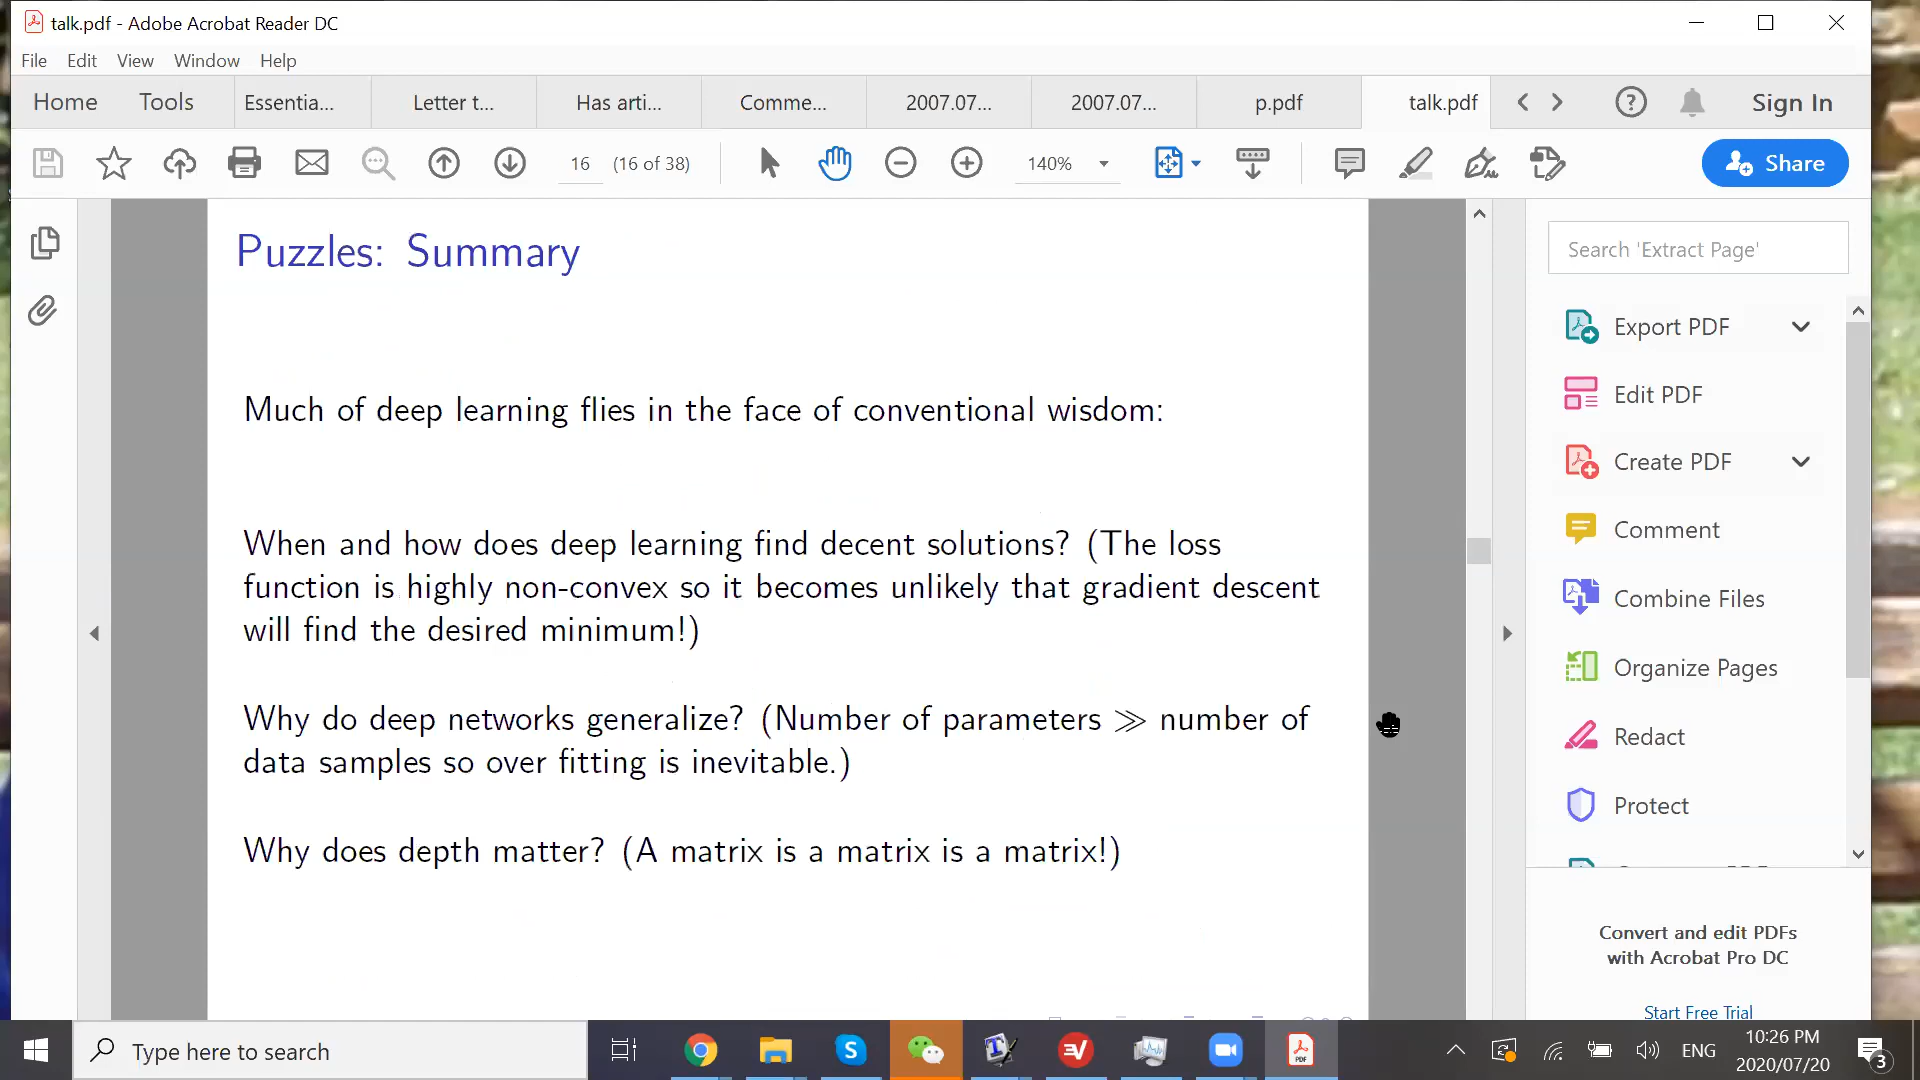 talk.pdf - Adobe Acrobat Reader DC
File Edit View Window Help
Home Tools Essentia... Letter t... Has arti... Comme... 2007.07... 2007.07... p.pdf talk.pdf Sign In
16 (16 of 38) 140% Share
Puzzles: Summary
Much of deep learning flies in the face of conventional wisdom:
When and how does deep learning find decent solutions? (The loss
function is highly non-convex so it becomes unlikely that gradient descent
will find the desired minimum!)
Why do deep networks generalize? (Number of parameters ≫ number of
data samples so over fitting is inevitable.)
Why does depth matter? (A matrix is a matrix is a matrix!)
Search 'Extract Page'
Export PDF
Edit PDF
Create PDF
Comment
Combine Files
Organize Pages
Redact
Protect
Convert and edit PDFs
with Acrobat Pro DC
Start Free Trial
Type here to search
ENG
10:26 PM
2020/07/20
3